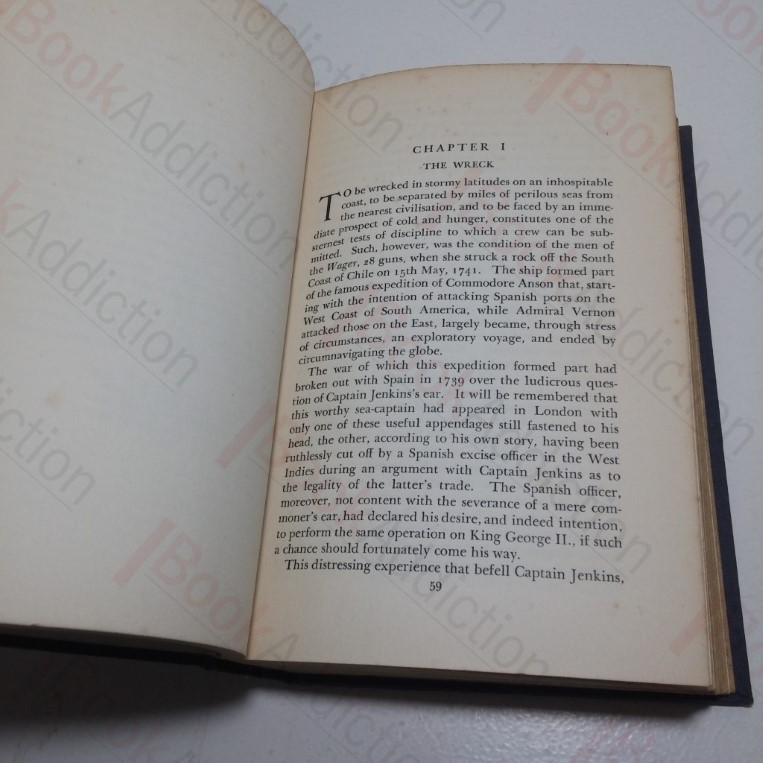 CHAPTER I
THE WRECK
TO be wrecked in stormy latitudes on an inhospitable
coast, to be separated by miles of perilous seas from
the nearest civilisation, and to be faced by an imme-
diate prospect of cold and hunger, constitutes one of the
sternest tests of discipline to which a crew can be sub-
mitted. Such, however, was the condition of the men of
the Wager, 28 guns, when she struck a rock off the South
Coast of Chile on 15th May, 1741. The ship formed part
of the famous expedition of Commodore Anson that, start-
ing with the intention of attacking Spanish ports on the
West Coast of South America, while Admiral Vernon
attacked those on the East, largely became, through stress
of circumstances, an exploratory voyage, and ended by
circumnavigating the globe.
The war of which this expedition formed part had
broken out with Spain in 1739 over the ludicrous ques-
tion of Captain Jenkins's ear. It will be remembered that
this worthy sea-captain had appeared in London with
only one of these useful appendages still fastened to his
head, the other, according to his own story, having been
ruthlessly cut off by a Spanish excise officer in the West
Indies during an argument with Captain Jenkins as to
the legality of the latter's trade. The Spanish officer,
moreover, not content with the severance of a mere com-
moner's ear, had declared his desire, and indeed intention,
to perform the same operation on King George II., if such
a chance should fortunately come his way.
This distressing experience that befell Captain Jenkins,
59
BookAddiction
BookAddiction
BookAddiction
BookAddiction
BookAddiction